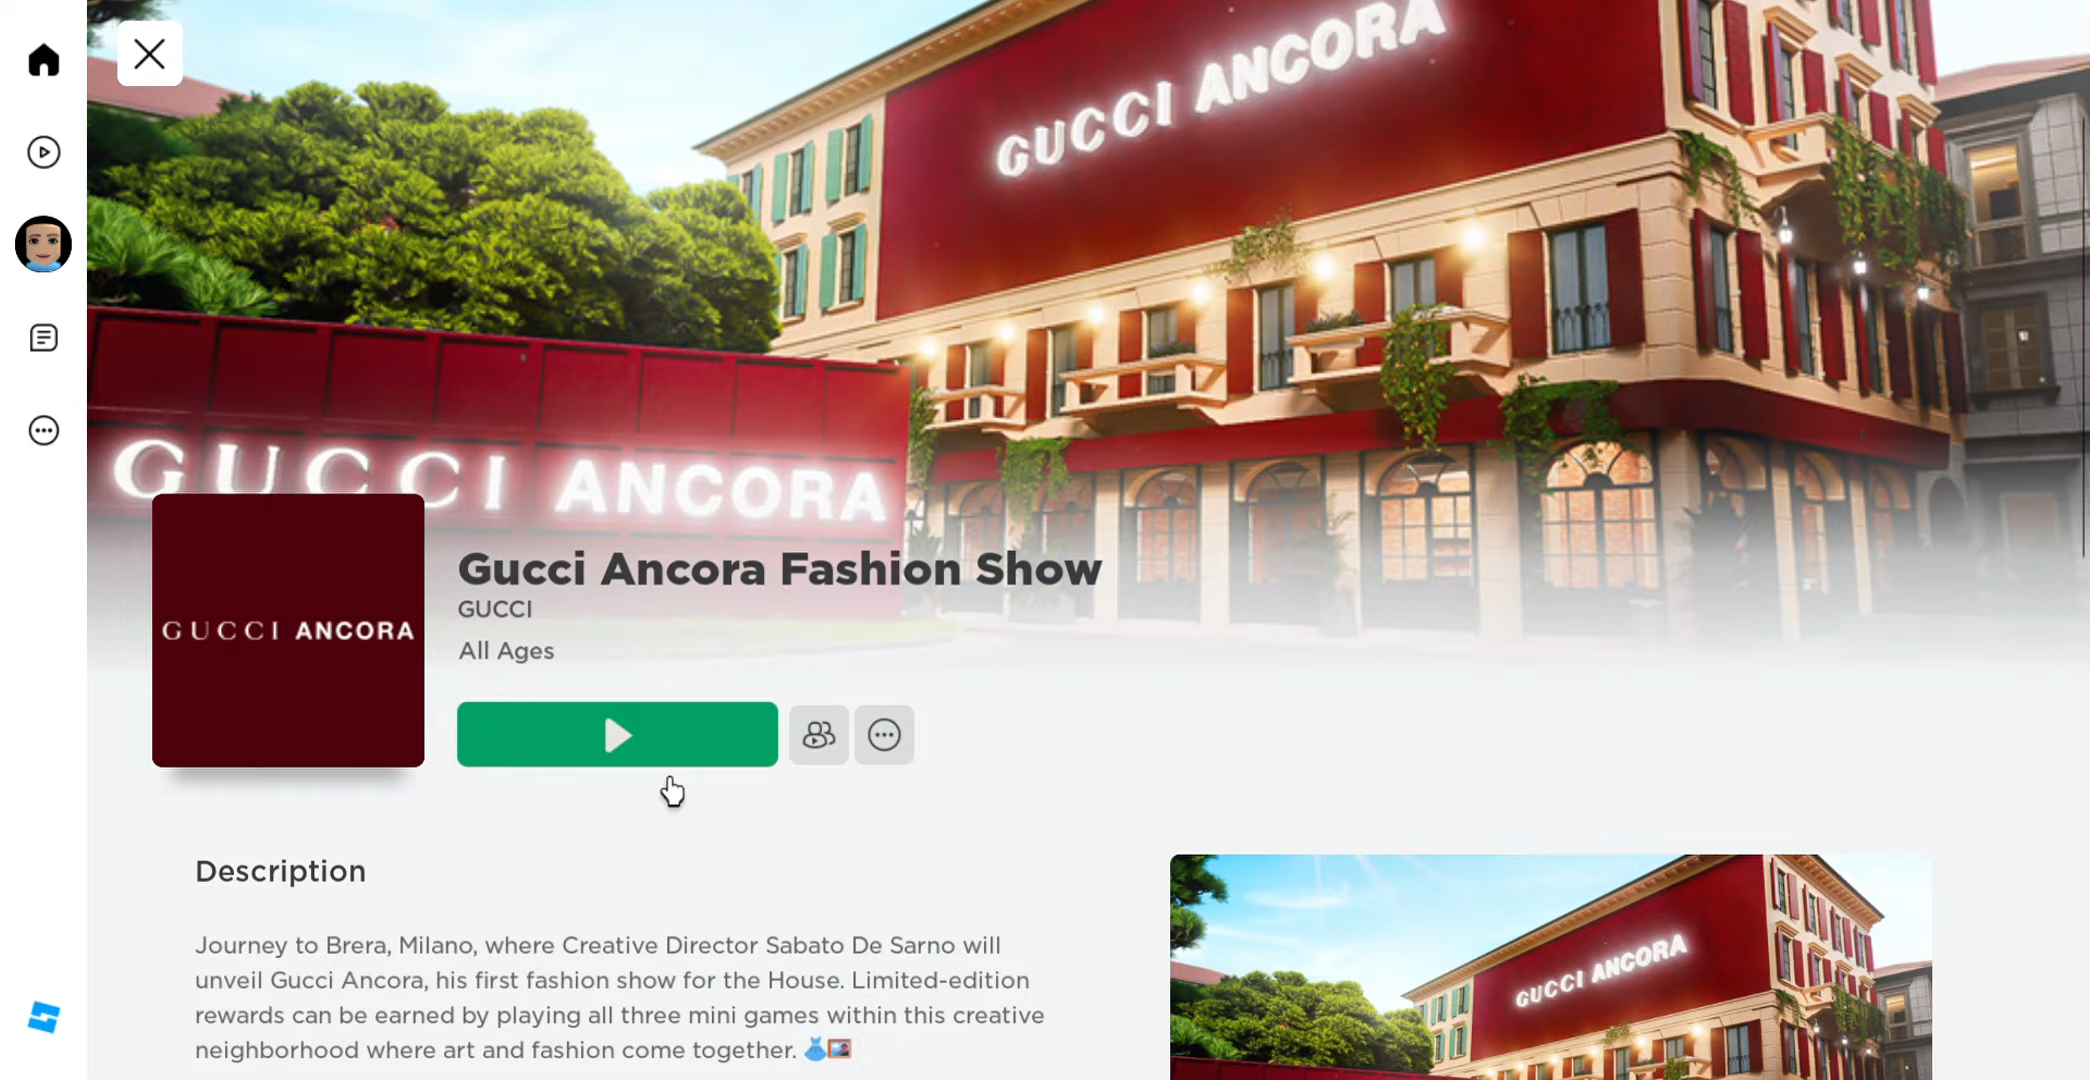 GUCCI ANCORA
GUCCI ANCORA
GUCCI ANCORA
Gucci Ancora Fashion Show
GUCCI
All Ages
Description
Journey to Brera, Milano, where Creative Director Sabato De Sarno will
unveil Gucci Ancora, his first fashion show for the House. Limited-edition
rewards can be earned by playing all three mini games within this creative
neighborhood where art and fashion come together. 👗🖼️
GUCCI ANCORA